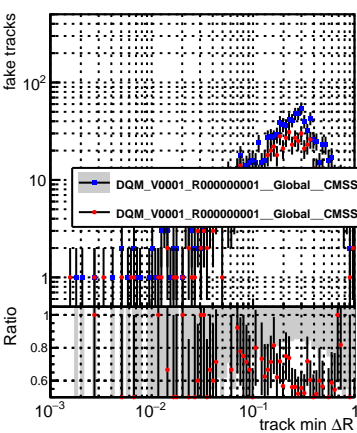 fake tracks
10²
10
1
DQM_V0001_R000000001__Global__CMSS
DQM_V0001_R000000001__Global__CMSS
Ratio
1
0.8
0.6
10⁻³ 10⁻² 10⁻¹ 1
track min ΔR